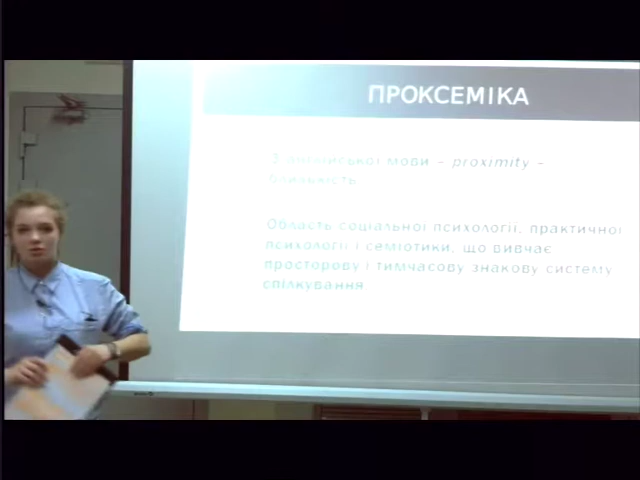 ПРОКСЕМІКА
З англійської мови – proximity –
близькість
Область соціальної психології, практичної
психології і семіотики, що вивчає
просторову і тимчасову знакову систему
спілкування